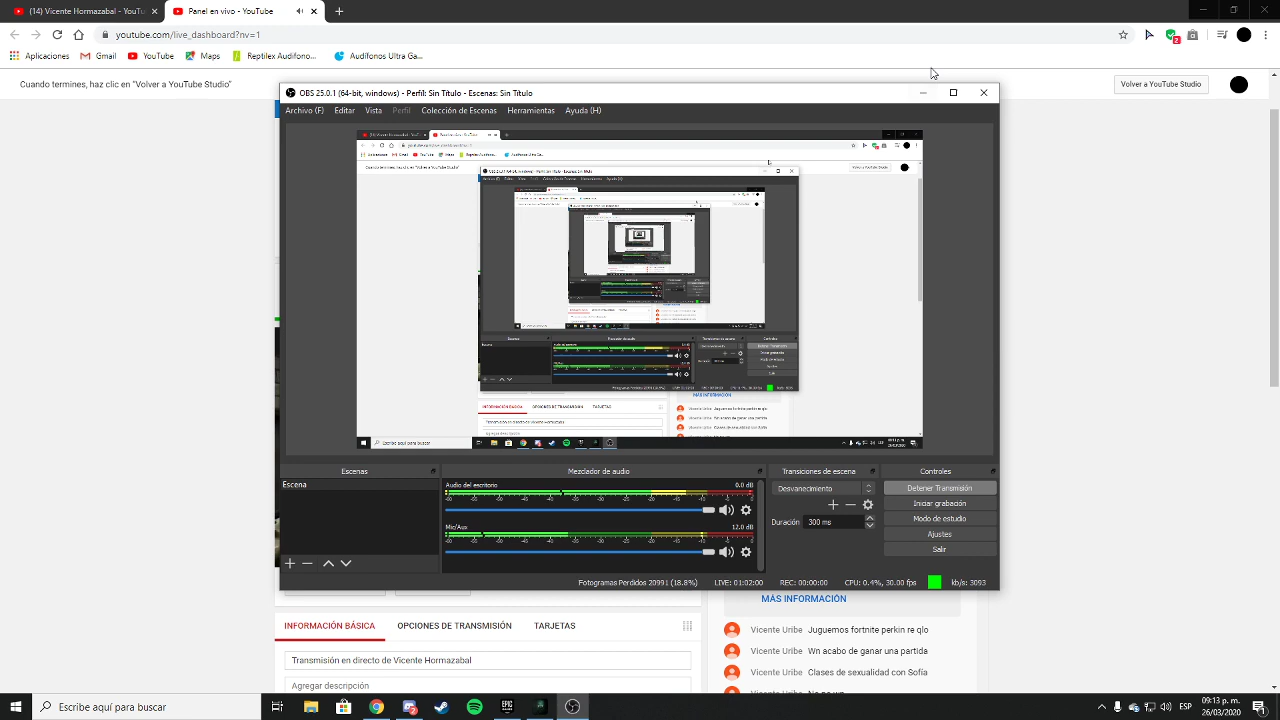 (14) Vicente Hormazabal - YouTu
Panel en vivo - YouTube
youtube.com/live_dashboard?nv=1
Aplicaciones
Gmail
YouTube
Maps
Reptilex Audífono...
Audífonos Ultra Ga...
Cuando termines, haz clic en "Volver a YouTube Studio"
Volver a YouTube Studio
OBS 25.0.1 (64-bit, windows) - Perfil: Sin Título - Escenas: Sin Título
Archivo (F)
Editar
Vista
Perfil
Colección de Escenas
Herramientas
Ayuda (H)
Escenas
Mezclador de audio
Transiciones de escena
Controles
Escena
Audio del escritorio
0.0 dB
Mic/Aux
12.0 dB
Desvanecimiento
Duración
300 ms
Detener Transmisión
Iniciar grabación
Modo de estudio
Ajustes
Salir
Fotogramas Perdidos 20991 (18.8%)
LIVE: 01:02:00
REC: 00:00:00
CPU: 0.4%, 30.00 fps
kb/s: 3093
MÁS INFORMACIÓN
INFORMACIÓN BÁSICA
OPCIONES DE TRANSMISIÓN
TARJETAS
Transmisión en directo de Vicente Hormazabal
Agregar descripción
Vicente Uribe Juguemos fortnite perkin re qlo
Vicente Uribe Wn acabo de ganar una partida
Vicente Uribe Clases de sexualidad con Sofía
Escribe aquí para buscar
ESP
09:13 p. m.
26/03/2020